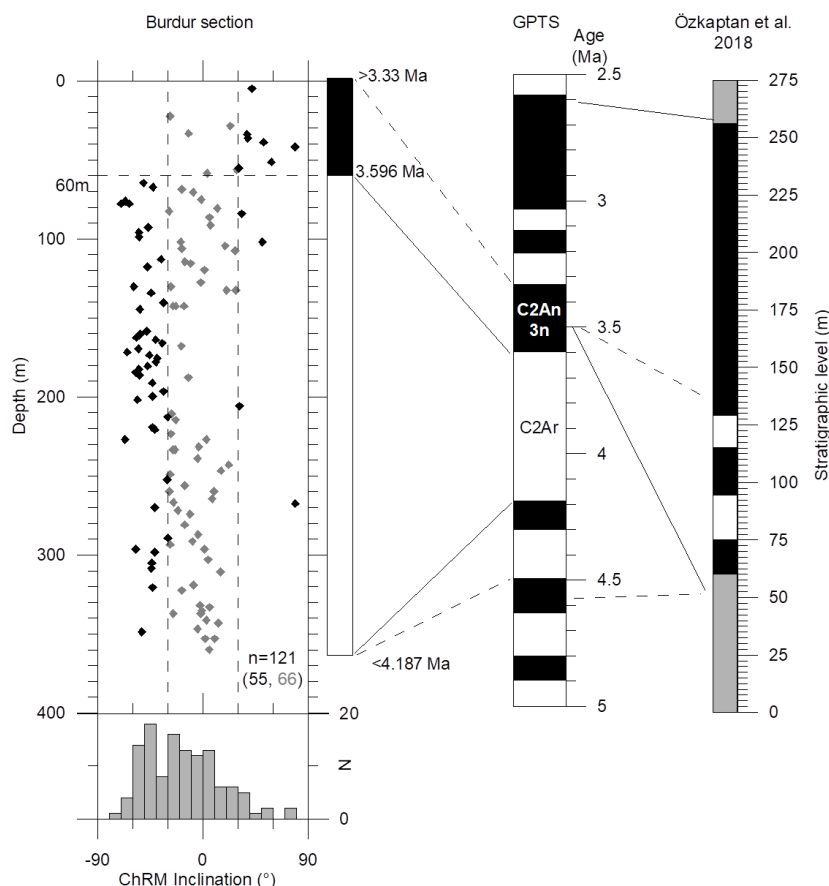 Burdur section
GPTS
Age
(Ma)
Özkaptan et al.
2018
0
60m
100
200
300
400
Depth (m)
>3.33 Ma
3.596 Ma
<4.187 Ma
n=121
(55, 66)
C2An
3n
C2Ar
2.5
3
3.5
4
4.5
5
275
250
225
200
175
150
125
100
75
50
25
0
Stratigraphic level (m)
20
N
0
-90
0
90
ChRM Inclination (°)